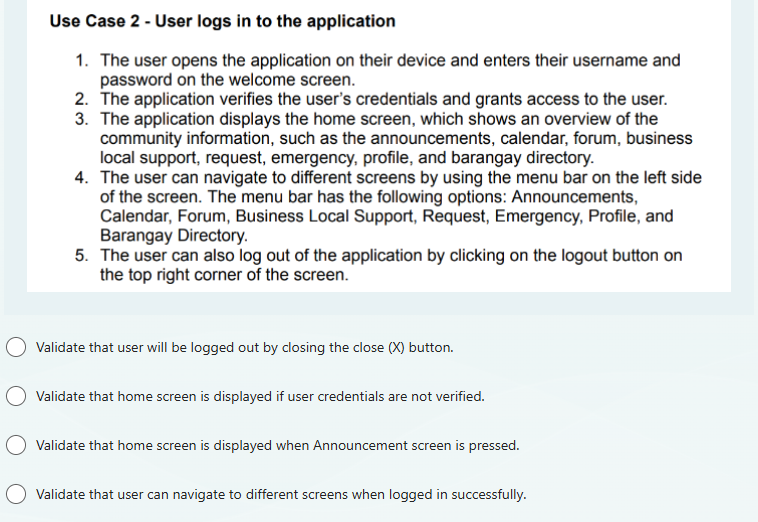 Use Case 2 - User logs in to the application
1. The user opens the application on their device and enters their username and
password on the welcome screen.
2. The application verifies the user's credentials and grants access to the user.
3. The application displays the home screen, which shows an overview of the
community information, such as the announcements, calendar, forum, business
local support, request, emergency, profile, and barangay directory.
4. The user can navigate to different screens by using the menu bar on the left side
of the screen. The menu bar has the following options: Announcements,
Calendar, Forum, Business Local Support, Request, Emergency, Profile, and
Barangay Directory.
5. The user can also log out of the application by clicking on the logout button on
the top right corner of the screen.
Validate that user will be logged out by closing the close (X) button.
Validate that home screen is displayed if user credentials are not verified.
Validate that home screen is displayed when Announcement screen is pressed.
Validate that user can navigate to different screens when logged in successfully.